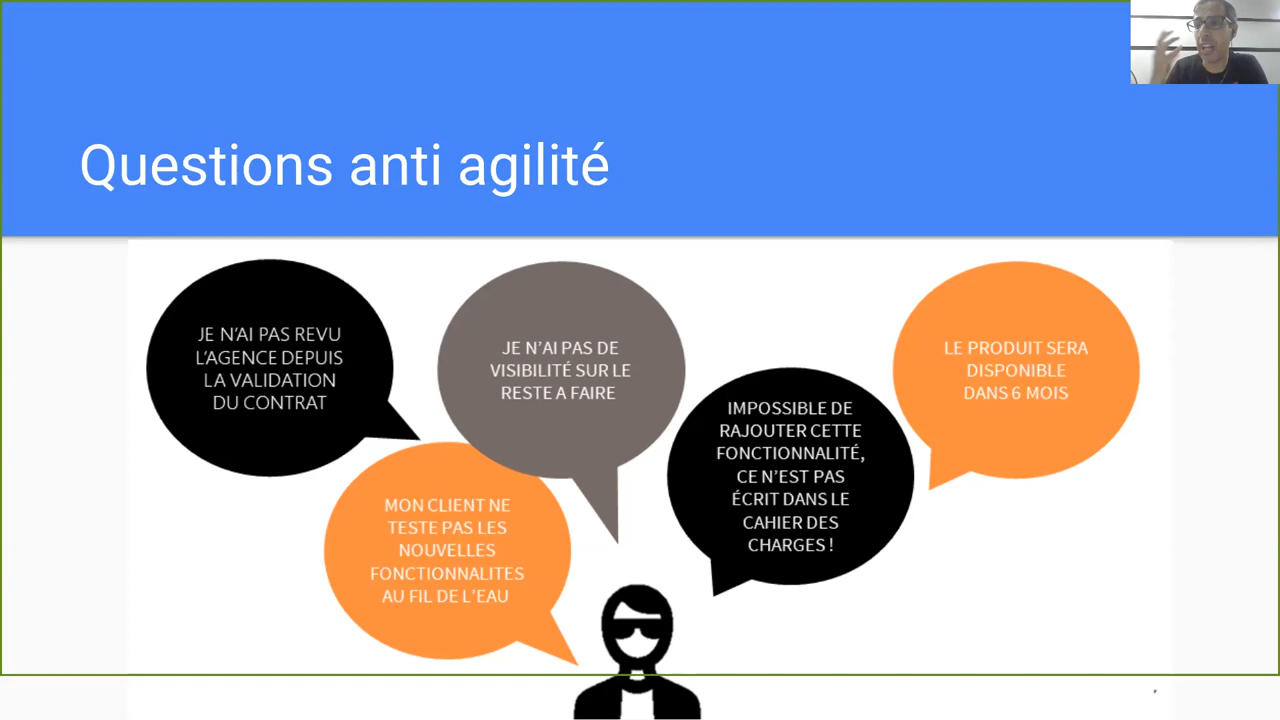 Questions anti agilité
JE N'AI PAS REVU
L'AGENCE DEPUIS
LA VALIDATION
DU CONTRAT
MON CLIENT NE
TESTE PAS LES
NOUVELLES
FONCTIONNALITES
AU FIL DE L'EAU
JE N'AI PAS DE
VISIBILITÉ SUR LE
RESTE A FAIRE
IMPOSSIBLE DE
RAJOUTER CETTE
FONCTIONNALITÉ,
CE N'EST PAS
ÉCRIT DANS LE
CAHIER DES
CHARGES !
LE PRODUIT SERA
DISPONIBLE
DANS 6 MOIS